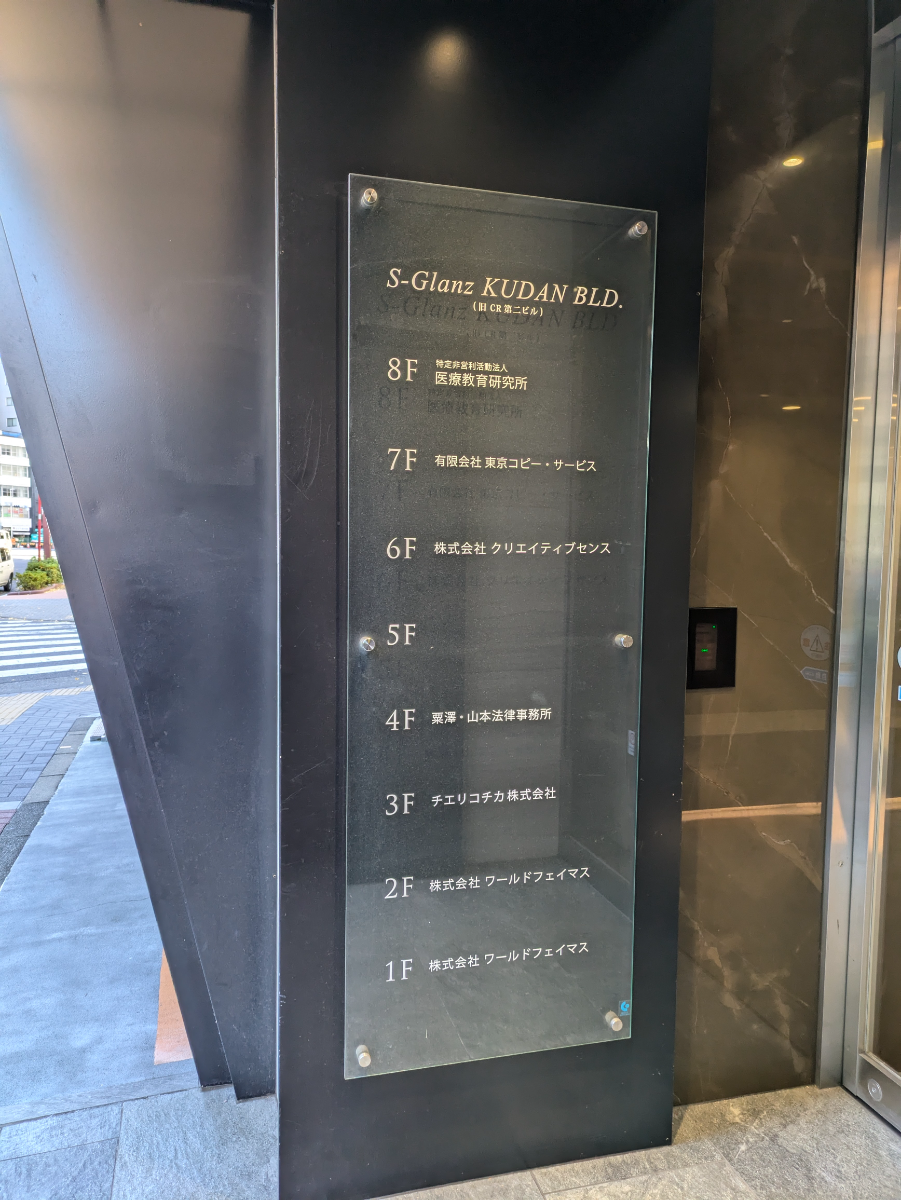 S-Glanz KUDAN BLD.
(旧 CR 第二ビル)
8F 特定非営利活動法人
医療教育研究所
7F 有限会社 東京コピー・サービス
6F 株式会社 クリエイティブセンス
5F
4F 粟澤・山本法律事務所
3F チエリコチカ株式会社
2F 株式会社 ワールドフェイマス
1F 株式会社 ワールドフェイマス